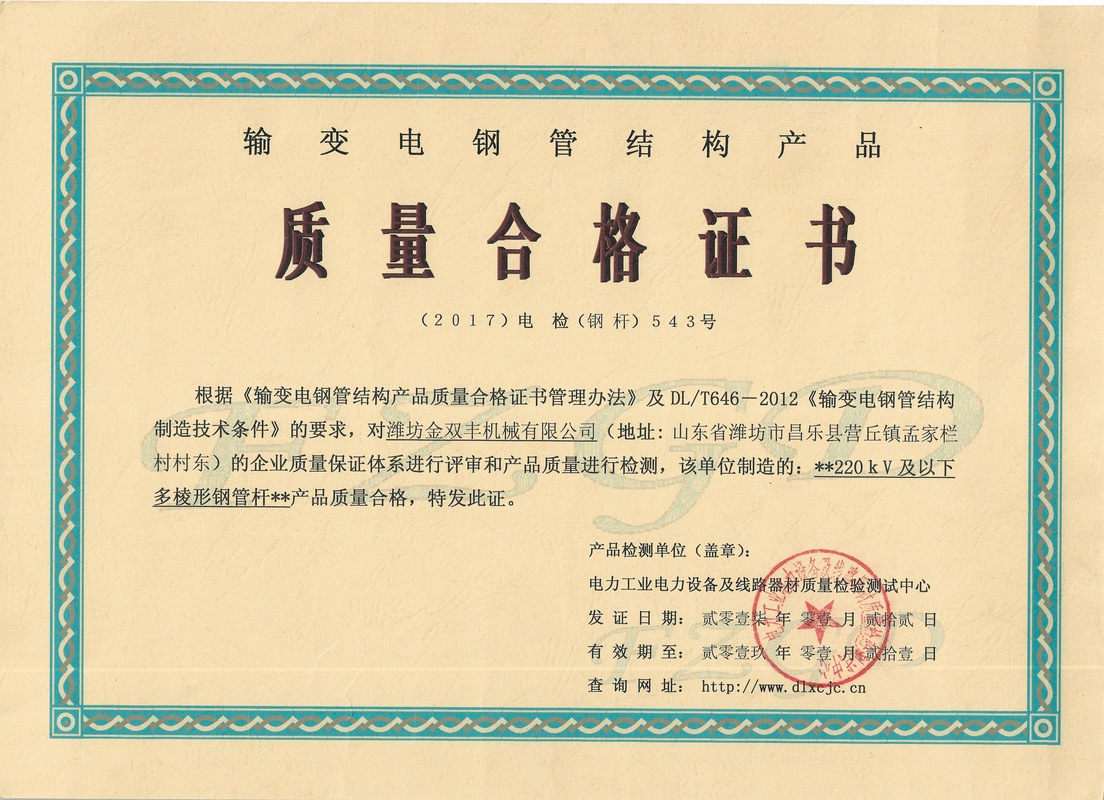 输变电钢管结构产品
质量合格证书
（2017）电 检（钢 杆）543号
根据《输变电钢管结构产品质量合格证书管理办法》及DL/T646－2012《输变电钢管结构
制造技术条件》的要求，对潍坊金双丰机械有限公司（地址: 山东省潍坊市昌乐县营丘镇孟家栏
村村东）的企业质量保证体系进行评审和产品质量进行检测，该单位制造的：**220kV及以下
多棱形钢管杆**产品质量合格，特发此证。
产品检测单位（盖章）：
电力工业电力设备及线路器材质量检验测试中心
发 证 日 期： 贰零壹柒 年 零壹 月 贰拾贰 日
有 效 期 至： 贰零壹玖 年 零壹 月 贰拾壹 日
查 询 网 址： http://www.dlxcjc.cn